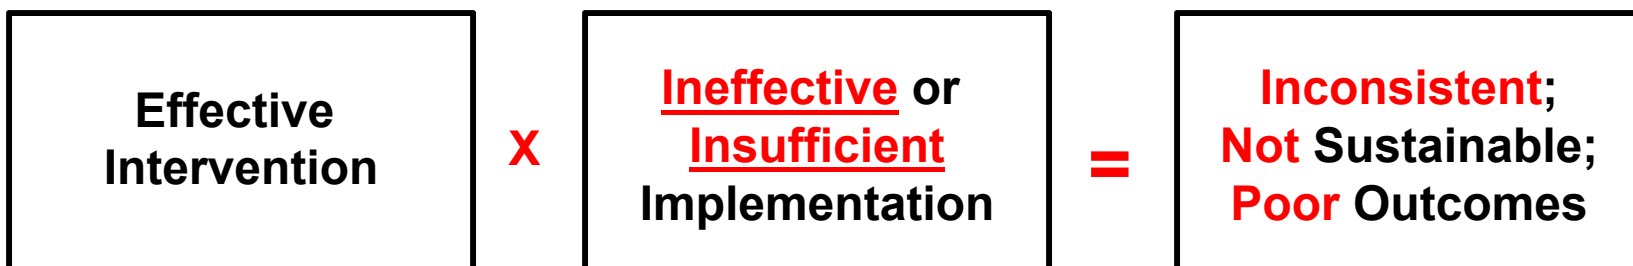 Effective
Intervention
X
Ineffective or
Insufficient
Implementation
=
Inconsistent;
Not Sustainable;
Poor Outcomes